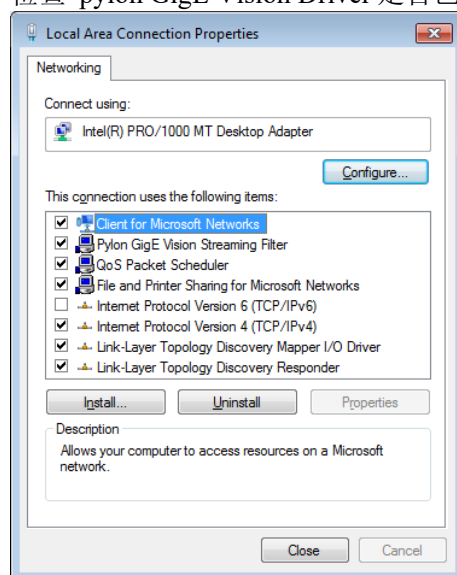 pylon GigE Vision Driver
Local Area Connection Properties
Networking
Connect using:
Intel(R) PRO/1000 MT Desktop Adapter
Configure...
This connection uses the following items:
Client for Microsoft Networks
Pylon GigE Vision Streaming Filter
QoS Packet Scheduler
File and Printer Sharing for Microsoft Networks
Internet Protocol Version 6 (TCP/IPv6)
Internet Protocol Version 4 (TCP/IPv4)
Link-Layer Topology Discovery Mapper I/O Driver
Link-Layer Topology Discovery Responder
Install... Uninstall Properties
Description
Allows your computer to access resources on a Microsoft
network.
Close Cancel